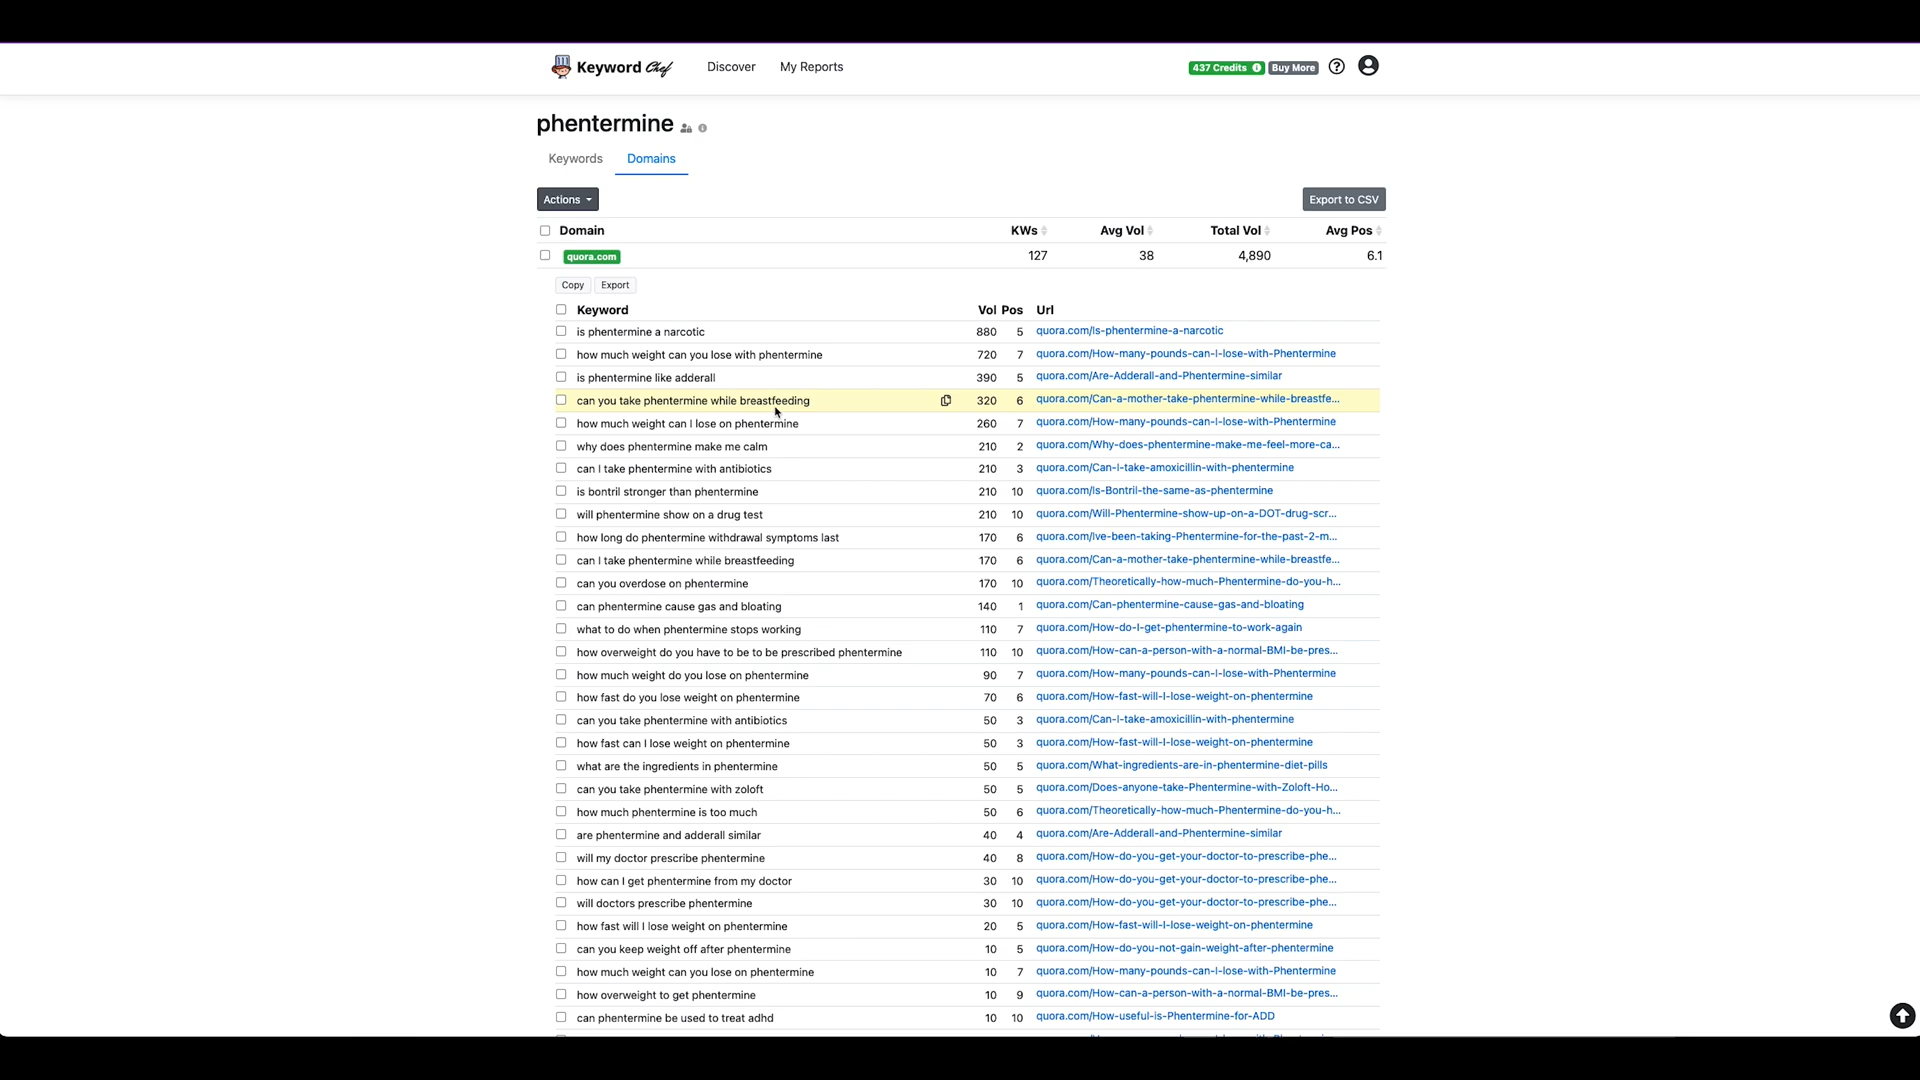 Keyword Chef Discover My Reports 437 Credits Buy More
phentermine
Keywords Domains
Actions Export to CSV
Domain KWs Avg Vol Total Vol Avg Pos
quora.com 127 38 4,890 6.1
Copy Export
Keyword Vol Pos Url
is phentermine a narcotic 880 5 quora.com/Is-phentermine-a-narcotic
how much weight can you lose with phentermine 720 7 quora.com/How-many-pounds-can-I-lose-with-Phentermine
is phentermine like adderall 390 5 quora.com/Are-Adderall-and-Phentermine-similar
can you take phentermine while breastfeeding 320 6 quora.com/Can-a-mother-take-phentermine-while-breastfe...
how much weight can I lose on phentermine 260 7 quora.com/How-many-pounds-can-I-lose-with-Phentermine
why does phentermine make me calm 210 2 quora.com/Why-does-phentermine-make-me-feel-more-ca...
can I take phentermine with antibiotics 210 3 quora.com/Can-I-take-amoxicillin-with-phentermine
is bontril stronger than phentermine 210 10 quora.com/Is-Bontril-the-same-as-phentermine
will phentermine show on a drug test 210 10 quora.com/Will-Phentermine-show-up-on-a-DOT-drug-scr...
how long do phentermine withdrawal symptoms last 170 6 quora.com/Ive-been-taking-Phentermine-for-the-past-2-m...
can I take phentermine while breastfeeding 170 6 quora.com/Can-a-mother-take-phentermine-while-breastfe...
can you overdose on phentermine 170 10 quora.com/Theoretically-how-much-Phentermine-do-you-h...
can phentermine cause gas and bloating 140 1 quora.com/Can-phentermine-cause-gas-and-bloating
what to do when phentermine stops working 110 7 quora.com/How-do-I-get-phentermine-to-work-again
how overweight do you have to be to be prescribed phentermine 110 10 quora.com/How-can-a-person-with-a-normal-BMI-be-pres...
how much weight do you lose on phentermine 90 7 quora.com/How-many-pounds-can-I-lose-with-Phentermine
how fast do you lose weight on phentermine 70 6 quora.com/How-fast-will-I-lose-weight-on-phentermine
can you take phentermine with antibiotics 50 3 quora.com/Can-I-take-amoxicillin-with-phentermine
how fast can I lose weight on phentermine 50 3 quora.com/How-fast-will-I-lose-weight-on-phentermine
what are the ingredients in phentermine 50 5 quora.com/What-ingredients-are-in-phentermine-diet-pills
can you take phentermine with zoloft 50 5 quora.com/Does-anyone-take-Phentermine-with-Zoloft-Ho...
how much phentermine is too much 50 6 quora.com/Theoretically-how-much-Phentermine-do-you-h...
are phentermine and adderall similar 40 4 quora.com/Are-Adderall-and-Phentermine-similar
will my doctor prescribe phentermine 40 8 quora.com/How-do-you-get-your-doctor-to-prescribe-phe...
how can I get phentermine from my doctor 30 10 quora.com/How-do-you-get-your-doctor-to-prescribe-phe...
will doctors prescribe phentermine 30 10 quora.com/How-do-you-get-your-doctor-to-prescribe-phe...
how fast will I lose weight on phentermine 20 5 quora.com/How-fast-will-I-lose-weight-on-phentermine
can you keep weight off after phentermine 10 5 quora.com/How-do-you-not-gain-weight-after-phentermine
how much weight can you lose on phentermine 10 7 quora.com/How-many-pounds-can-I-lose-with-Phentermine
how overweight to get phentermine 10 9 quora.com/How-can-a-person-with-a-normal-BMI-be-pres...
can phentermine be used to treat adhd 10 10 quora.com/How-useful-is-Phentermine-for-ADD